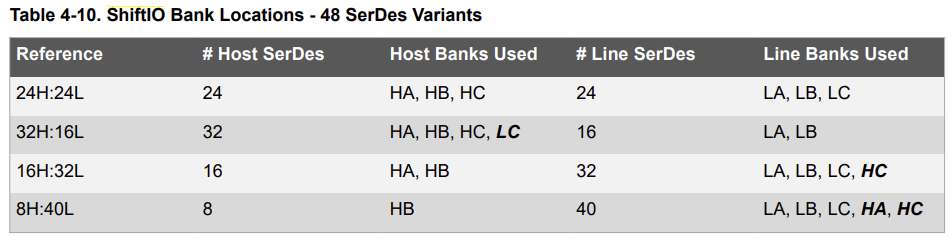 Table 4-10. ShiftIO Bank Locations - 48 SerDes Variants
Reference # Host SerDes Host Banks Used # Line SerDes Line Banks Used
24H:24L 24 HA, HB, HC 24 LA, LB, LC
32H:16L 32 HA, HB, HC, LC 16 LA, LB
16H:32L 16 HA, HB 32 LA, LB, LC, HC
8H:40L 8 HB 40 LA, LB, LC, HA, HC